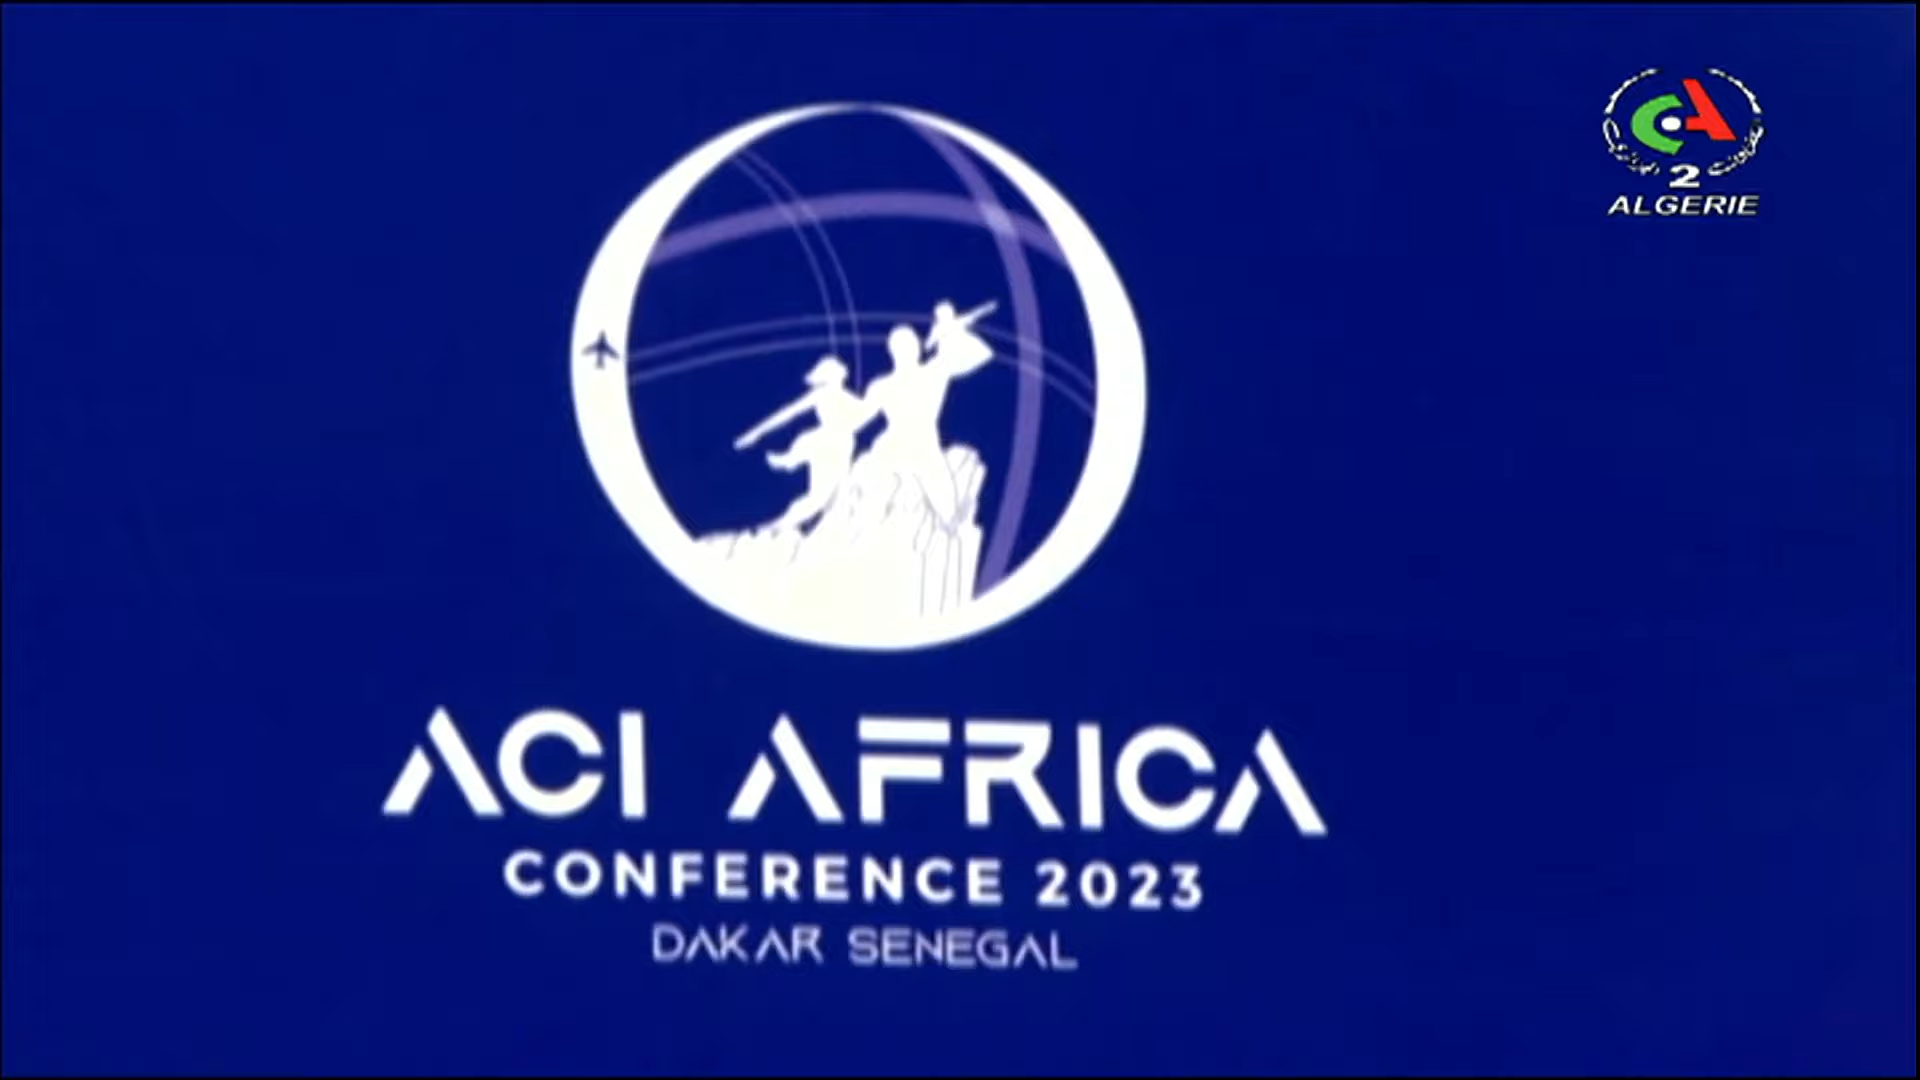 2
ALGERIE
ACI AFRICA
CONFERENCE 2023
DAKAR SENEGAL